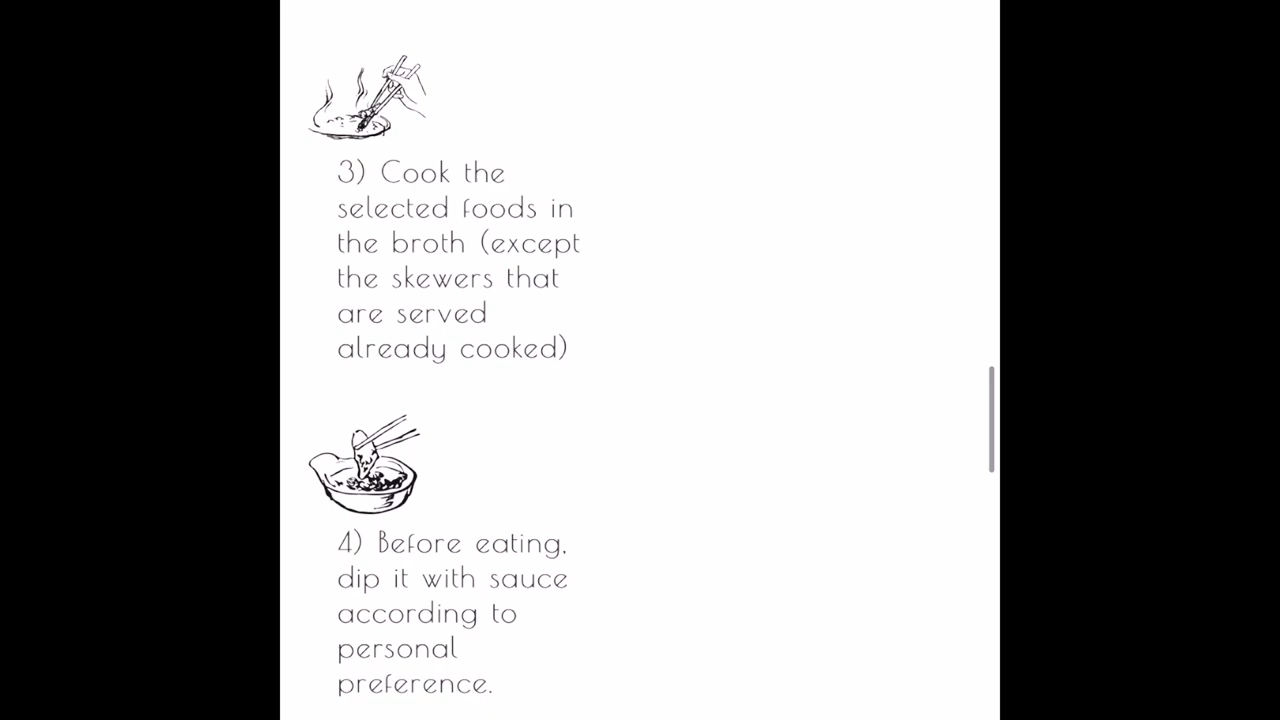 3) Cook the
selected foods in
the broth (except
the skewers that
are served
already cooked)
4) Before eating,
dip it with sauce
according to
personal
preference.